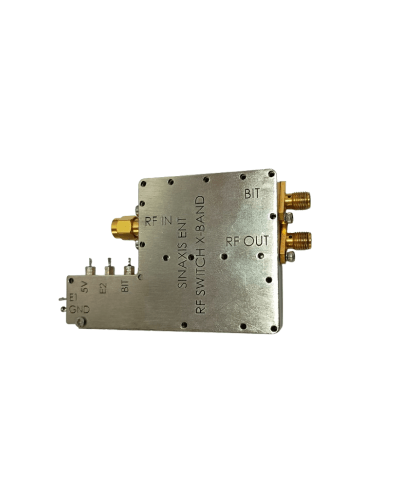 BIT
RF IN
RF OUT
SINAXIS ENT
RF SWITCH X-BAND
5V
E2
BIT
E1
GND